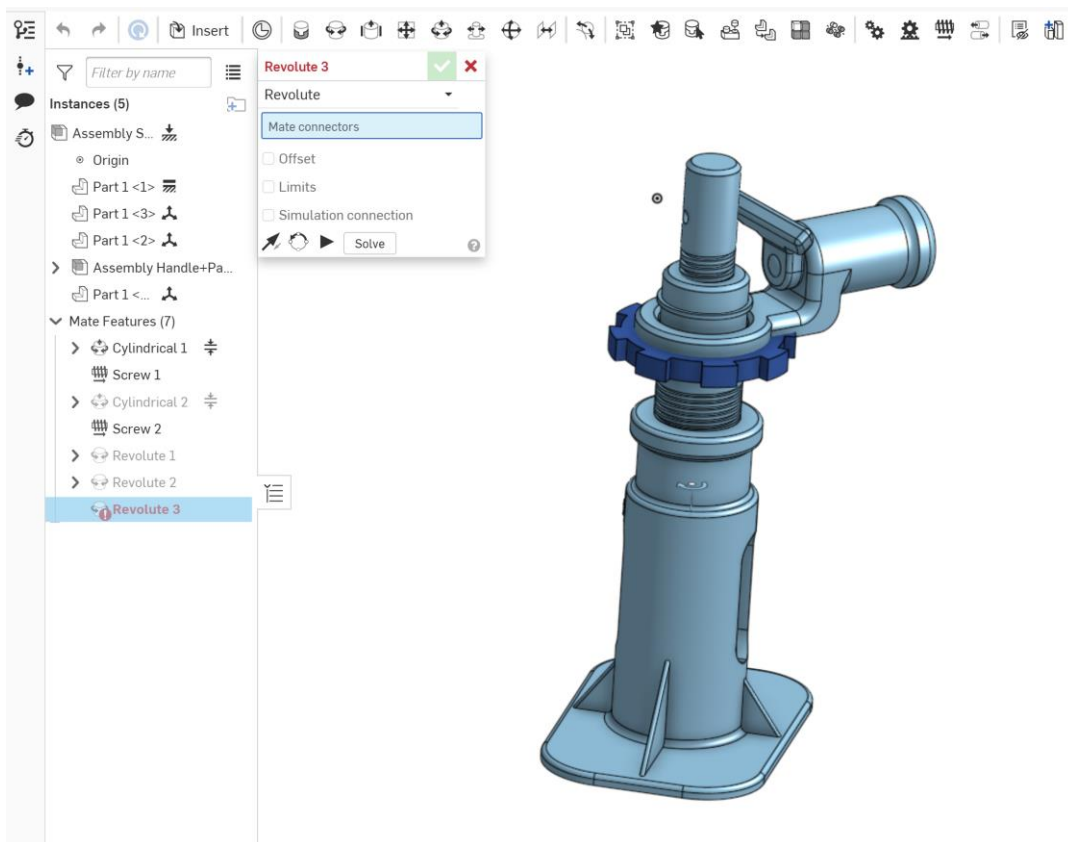 Insert
Filter by name
Instances (5)
Assembly S...
Origin
Part 1 <1>
Part 1 <3>
Part 1 <2>
Assembly Handle+Pa...
Part 1 <...
Mate Features (7)
Cylindrical 1
Screw 1
Cylindrical 2
Screw 2
Revolute 1
Revolute 2
Revolute 3
Revolute 3
Revolute
Mate connectors
Offset
Limits
Simulation connection
Solve